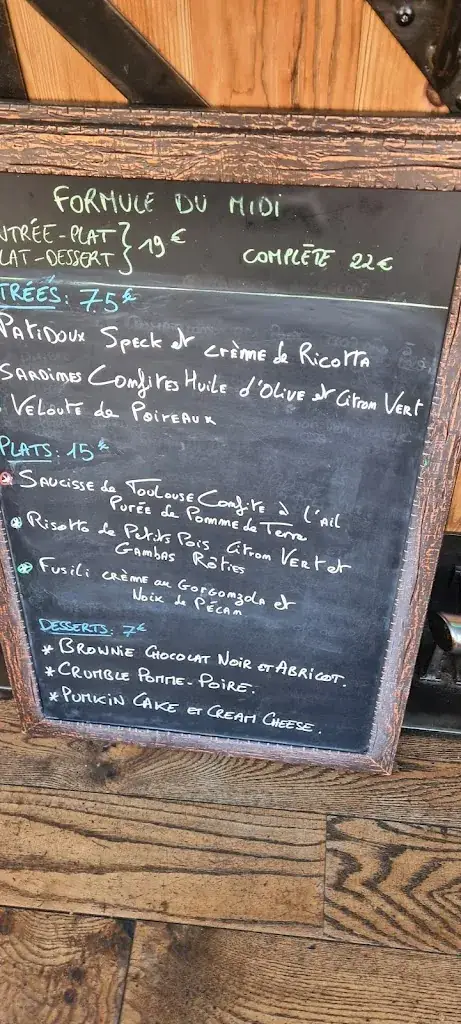 FORMULE DU MIDI
NTRÉE-PLAT } 19€
LAT-DESSERT
COMPLÈTE 22€
TRÉES: 7.5€
PATIDOUX SPECK et CRÈME de RICOTTA
SARDINES CONFITES HUILE d'OLIVE et CITRON VERT
VELOUTÉ de POIREAUX
PLATS: 15€
SAUCISSE de TOULOUSE CONFITE à l'AIL
PURÉE de POMME de TERRE
RISOTTO de PETITS POIS CITRON VERT et
GAMBAS RÔTIES
FUSILI CRÈME au GORGONZOLA et
NOIX de PÉCAN
DESSERTS: 7€
* BROWNIE CHOCOLAT NOIR ET ABRICOT.
* CRUMBLE POMME-POIRE.
* PUMKIN CAKE ET CREAM CHEESE.